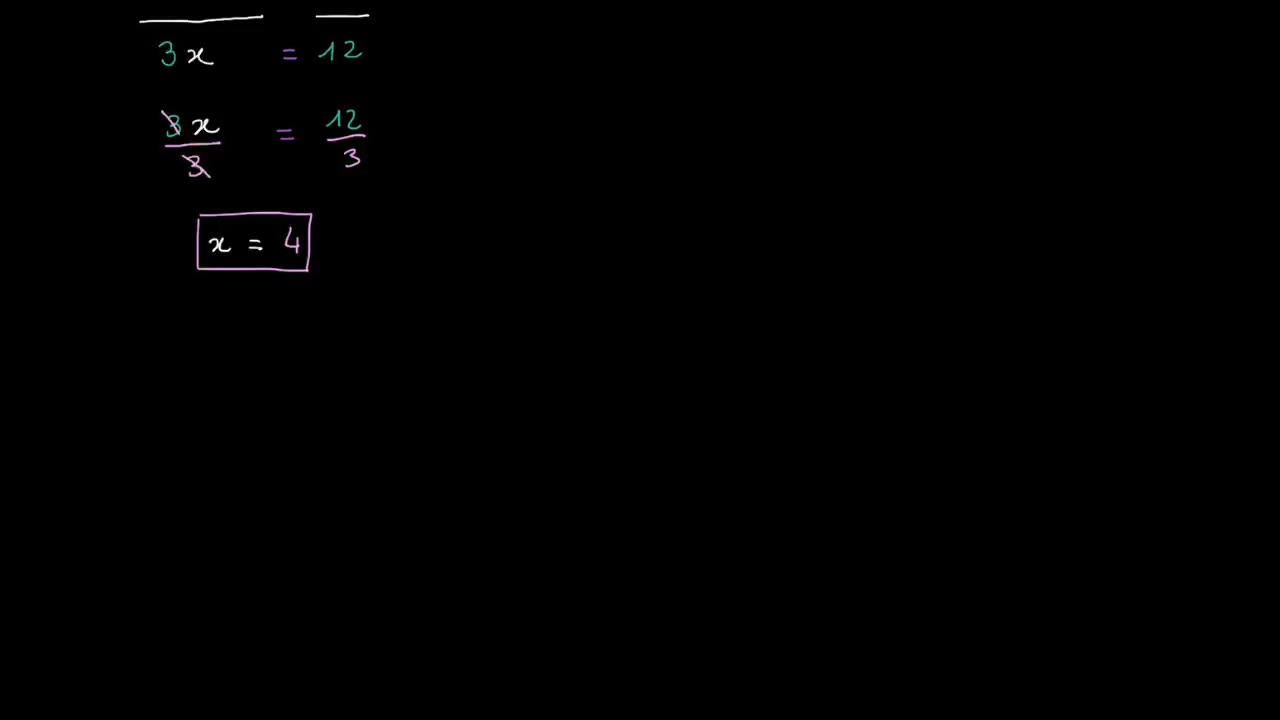 3x = 12
3x/3 = 12/3
x = 4